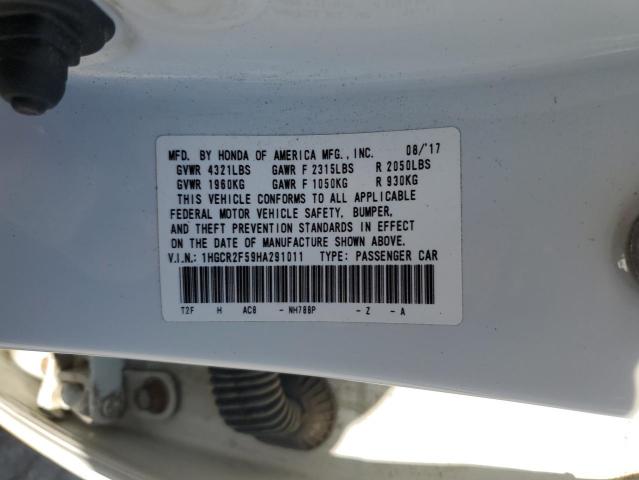 MFD. BY HONDA OF AMERICA MFG., INC. 08/'17
GVWR 4321LBS GAWR F 2315LBS R 2050LBS
GVWR 1960KG GAWR F 1050KG R 930KG
THIS VEHICLE CONFORMS TO ALL APPLICABLE
FEDERAL MOTOR VEHICLE SAFETY, BUMPER,
AND THEFT PREVENTION STANDARDS IN EFFECT
ON THE DATE OF MANUFACTURE SHOWN ABOVE.
V.I.N.: 1HGCR2F59HA291011 TYPE: PASSENGER CAR
T2F H AC8 - NH788P - Z - A